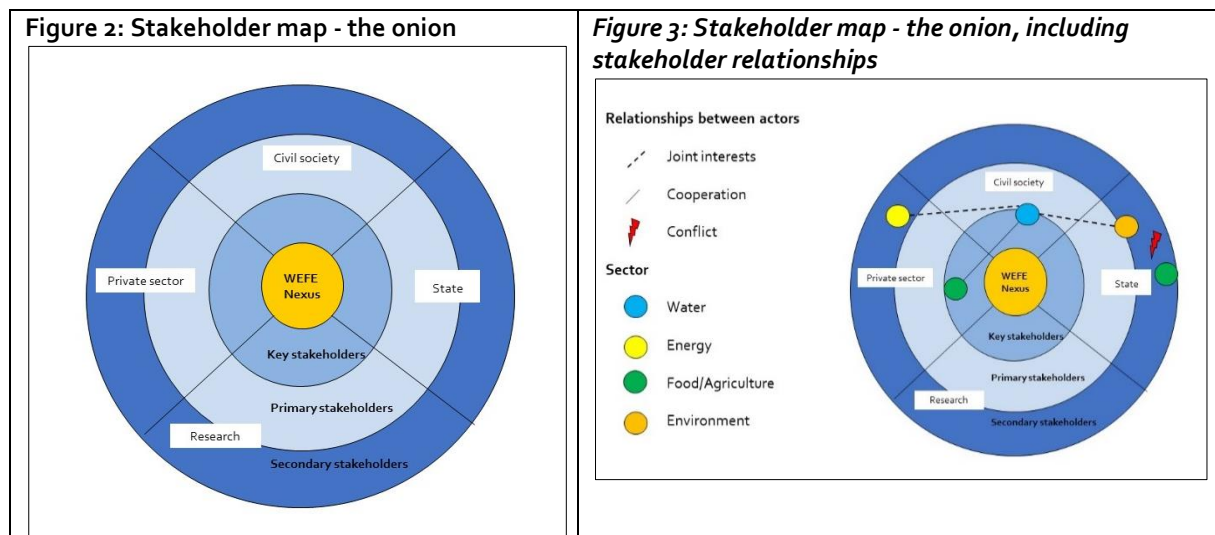 Figure 2: Stakeholder map - the onion
Civil society
Private sector
WEFE
Nexus
State
Key stakeholders
Primary stakeholders
Research
Secondary stakeholders
Figure 3: Stakeholder map - the onion, including
stakeholder relationships
Relationships between actors
Joint interests
Cooperation
Conflict
Sector
Water
Energy
Food/Agriculture
Environment
Civil society
Private sector
WEFE
Nexus
State
Key stakeholders
Primary stakeholders
Research
Secondary stakeholders